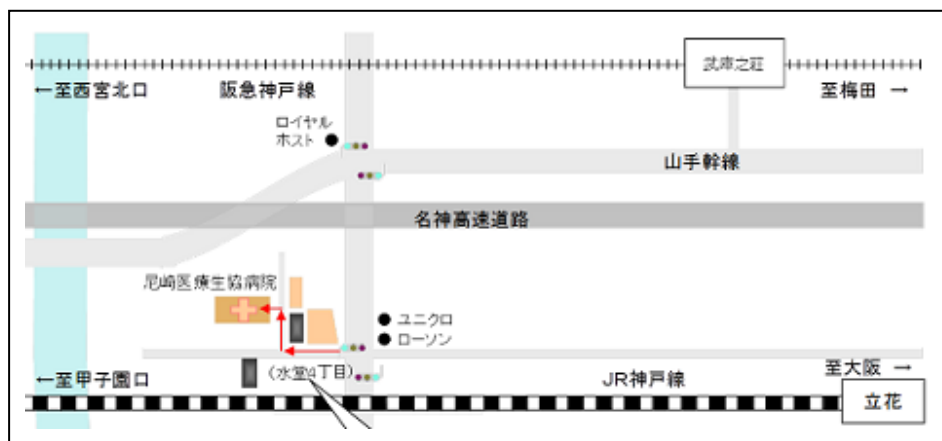 武庫之荘
←至西宮北口
阪急神戸線
至梅田 →
ロイヤル
ホスト
山手幹線
名神高速道路
尼崎医療生協病院
ユニクロ
ローソン
(水堂4丁目)
←至甲子園口
JR神戸線
至大阪 →
立花